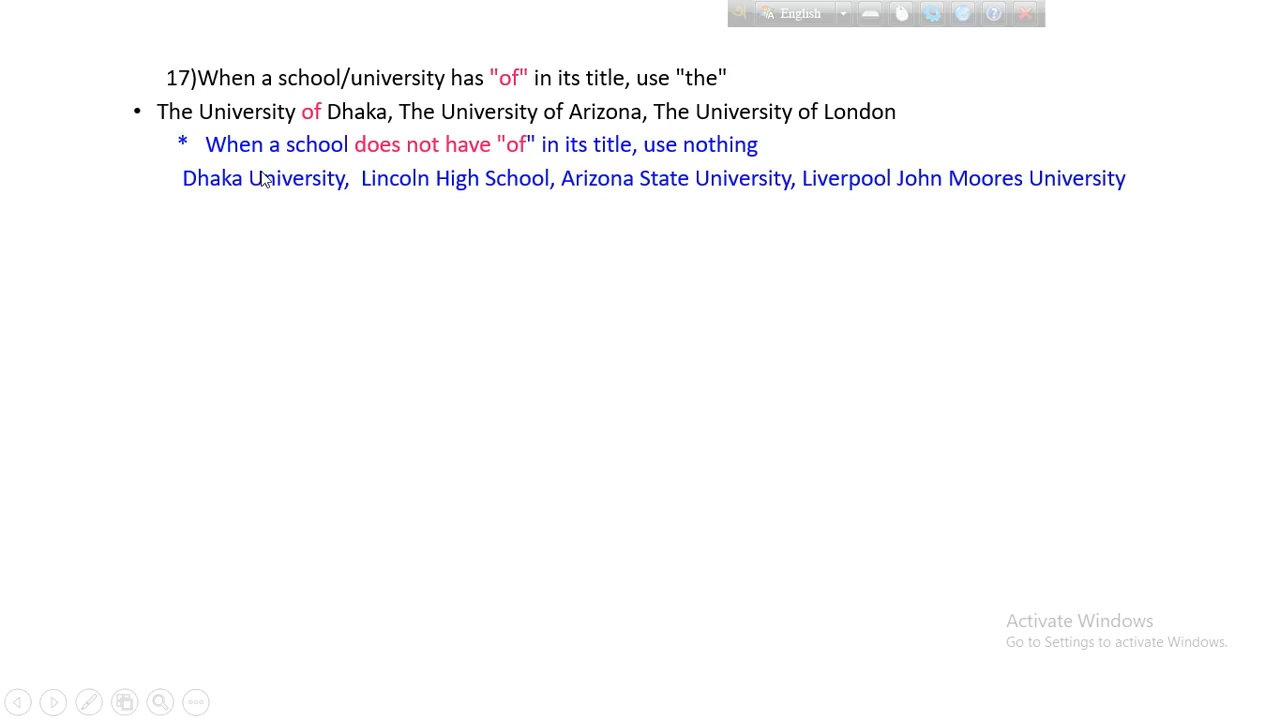 English
17)When a school/university has "of" in its title, use "the"
• The University of Dhaka, The University of Arizona, The University of London
* When a school does not have "of" in its title, use nothing
Dhaka University, Lincoln High School, Arizona State University, Liverpool John Moores University
Activate Windows
Go to Settings to activate Windows.